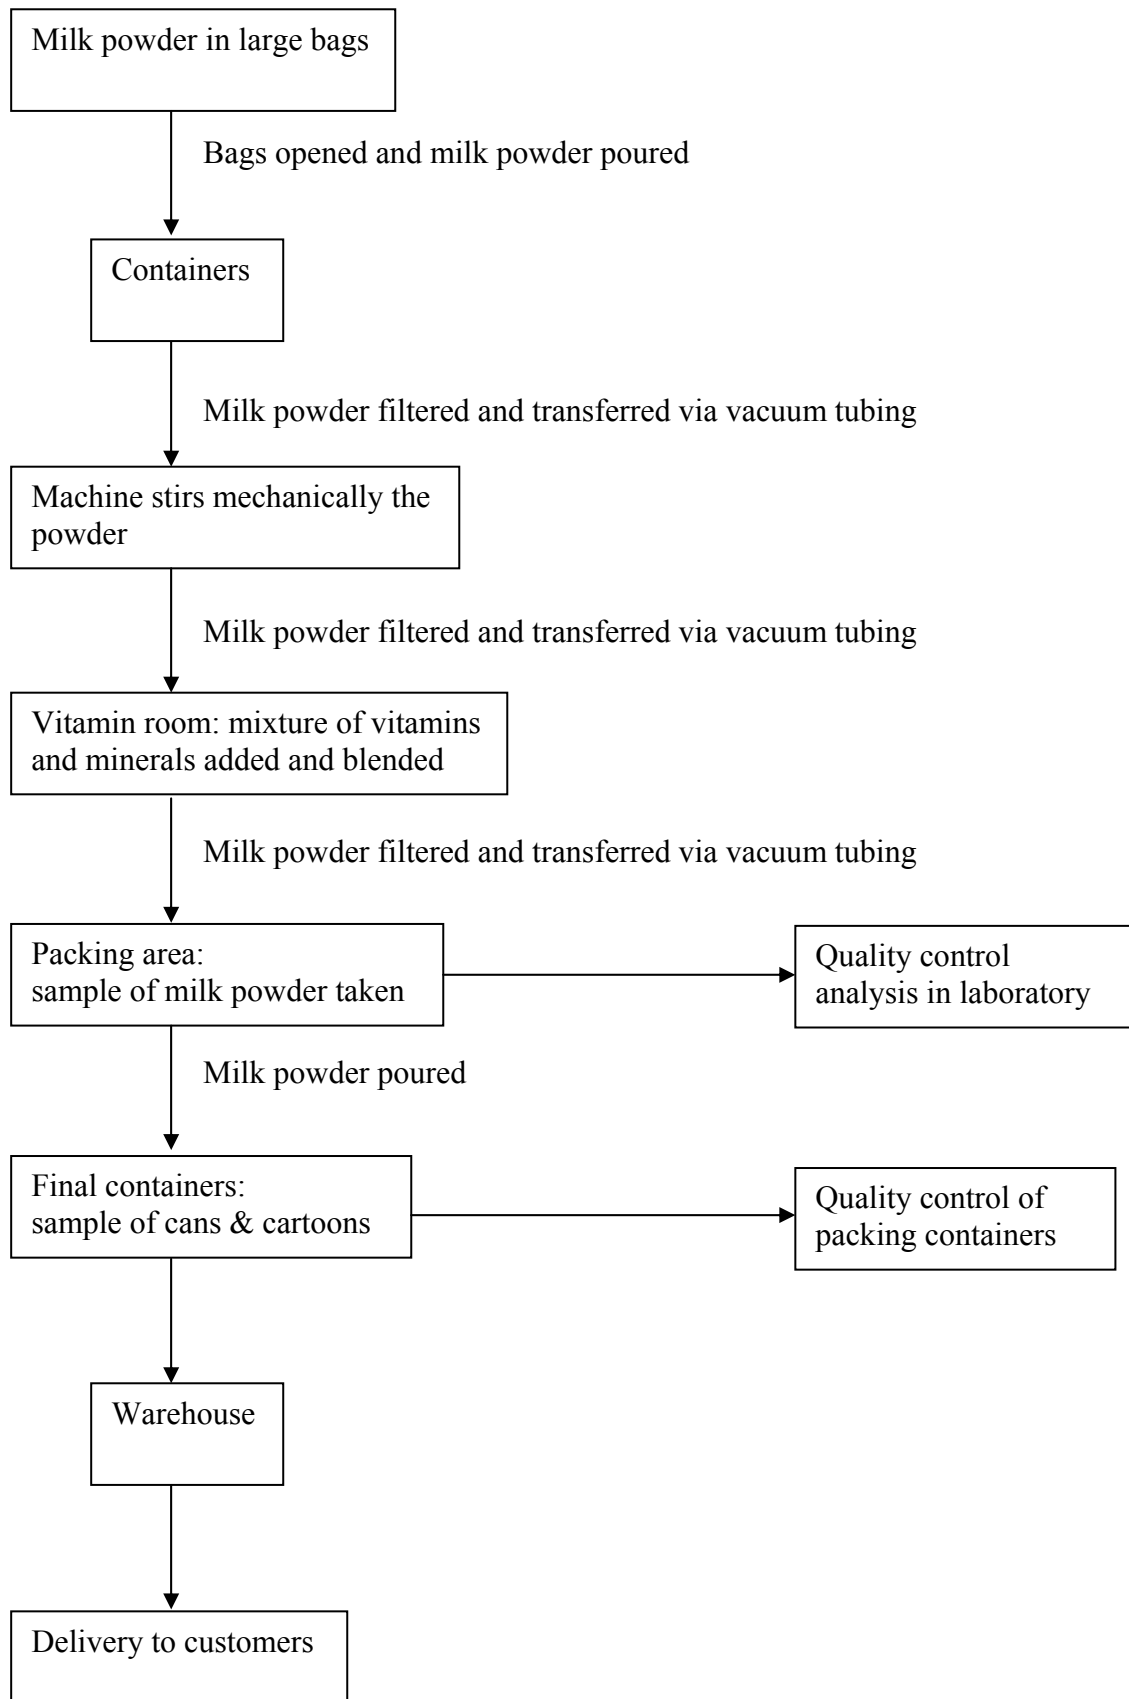 Milk powder in large bags
Bags opened and milk powder poured
Containers
Milk powder filtered and transferred via vacuum tubing
Machine stirs mechanically the
powder
Milk powder filtered and transferred via vacuum tubing
Vitamin room: mixture of vitamins
and minerals added and blended
Milk powder filtered and transferred via vacuum tubing
Packing area:
sample of milk powder taken
Quality control
analysis in laboratory
Milk powder poured
Final containers:
sample of cans & cartoons
Quality control of
packing containers
Warehouse
Delivery to customers